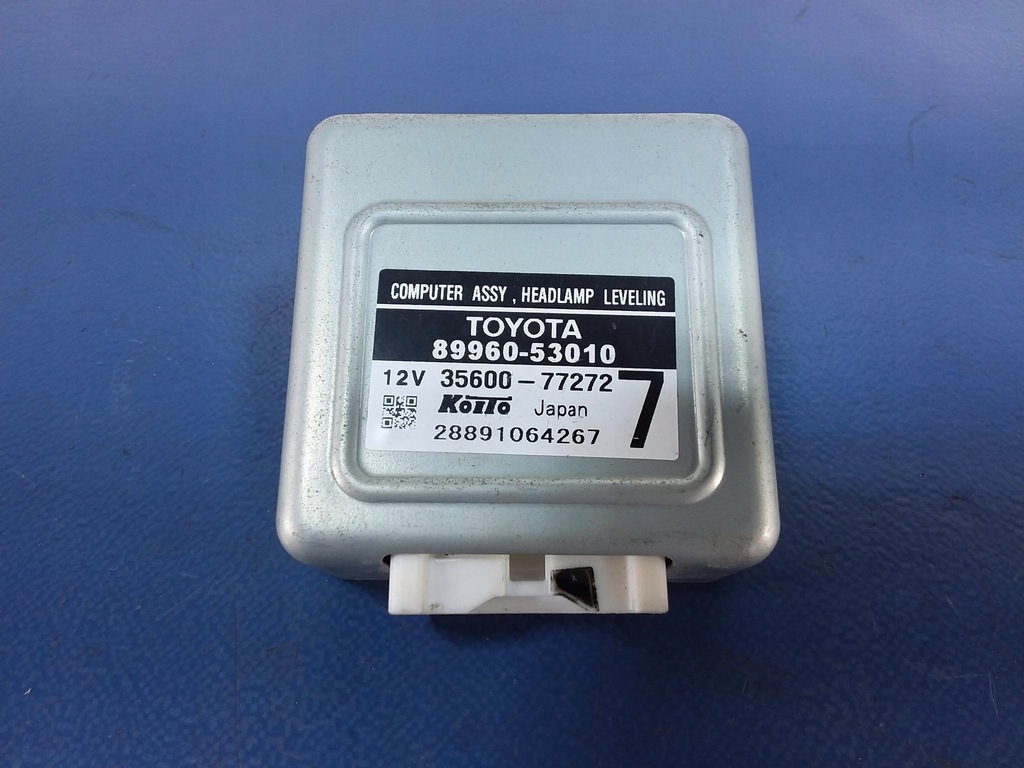 COMPUTER ASSY, HEADLAMP LEVELING
TOYOTA
89960-53010
12V 35600-77272
KOITO Japan
7
28891064267